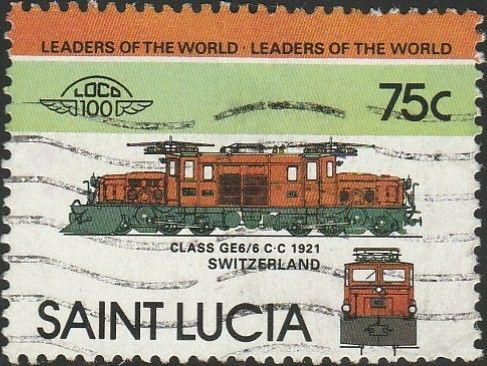 LEADERS OF THE WORLD · LEADERS OF THE WORLD
LOCO
100
75c
CLASS GE6/6 C·C 1921
SWITZERLAND
SAINT LUCIA